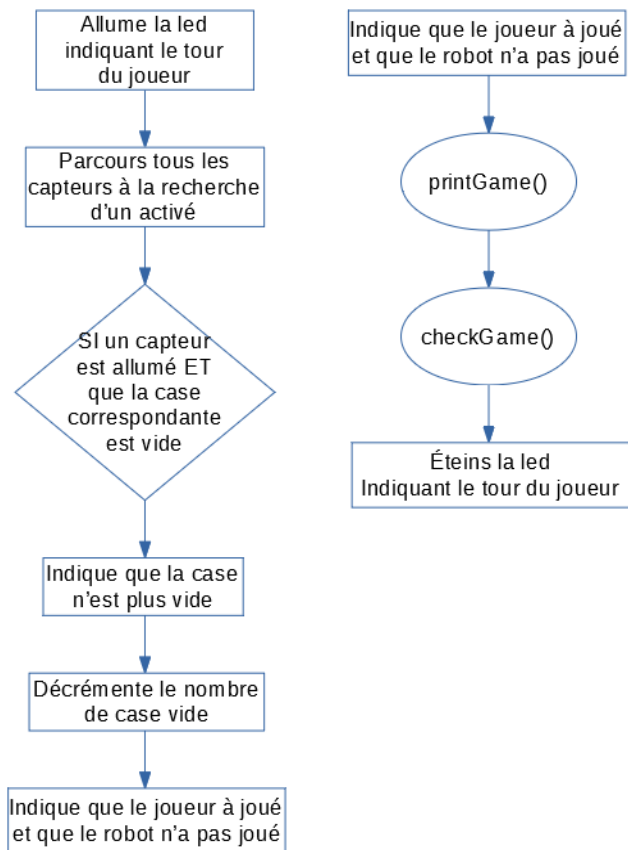 Allume la led
indiquant le tour
du joueur
Parcours tous les
capteurs à la recherche
d'un activé
SI un capteur
est allumé ET
que la case
correspondante
est vide
Indique que la case
n'est plus vide
Décrémente le nombre
de case vide
Indique que le joueur à joué
et que le robot n'a pas joué
Indique que le joueur à joué
et que le robot n'a pas joué
printGame()
checkGame()
Éteins la led
Indiquant le tour du joueur